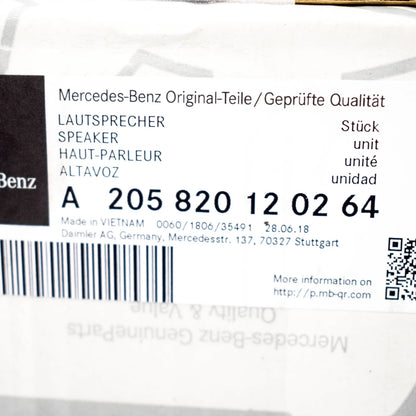 Mercedes-Benz Original-Teile/Geprüfte Qualität
LAUTSPRECHER
SPEAKER
HAUT-PARLEUR
ALTAVOZ
Stück
unit
unité
unidad
Benz
A 205 820 12 02 64
Made in VIETNAM 0060/1806/35491 28.06.18
Daimler AG, Germany, Mercedesstr. 137, 70327 Stuttgart
More information on
http://p.mb-qr.com
Quality & Value
Mercedes-Benz GenuineParts